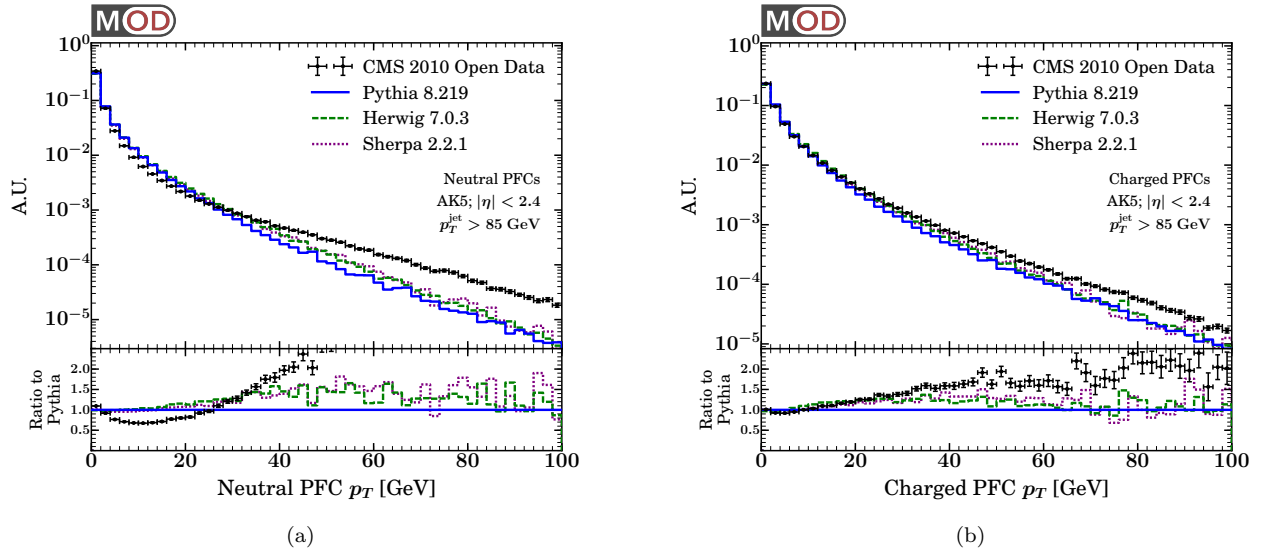 MOD
10⁰
10⁻¹
10⁻²
10⁻³
10⁻⁴
10⁻⁵
A.U.
CMS 2010 Open Data
Pythia 8.219
Herwig 7.0.3
Sherpa 2.2.1
Neutral PFCs
AK5; |η| < 2.4
p_T^jet > 85 GeV
2.0
1.5
1.0
0.5
Ratio to
Pythia
0 20 40 60 80 100
Neutral PFC p_T [GeV]
(a)
MOD
10⁰
10⁻¹
10⁻²
10⁻³
10⁻⁴
10⁻⁵
A.U.
CMS 2010 Open Data
Pythia 8.219
Herwig 7.0.3
Sherpa 2.2.1
Charged PFCs
AK5; |η| < 2.4
p_T^jet > 85 GeV
2.0
1.5
1.0
0.5
Ratio to
Pythia
0 20 40 60 80 100
Charged PFC p_T [GeV]
(b)